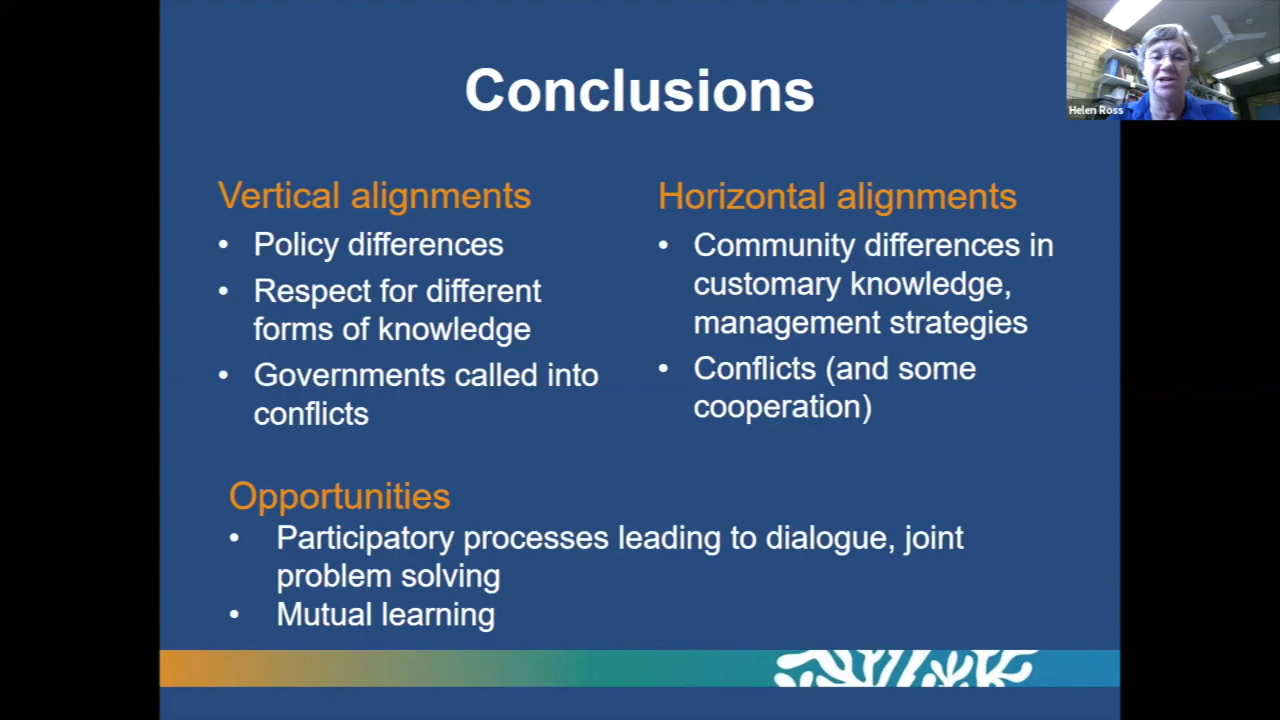 Conclusions
Helen Ross
Vertical alignments
• Policy differences
• Respect for different
forms of knowledge
• Governments called into
conflicts
Horizontal alignments
• Community differences in
customary knowledge,
management strategies
• Conflicts (and some
cooperation)
Opportunities
• Participatory processes leading to dialogue, joint
problem solving
• Mutual learning